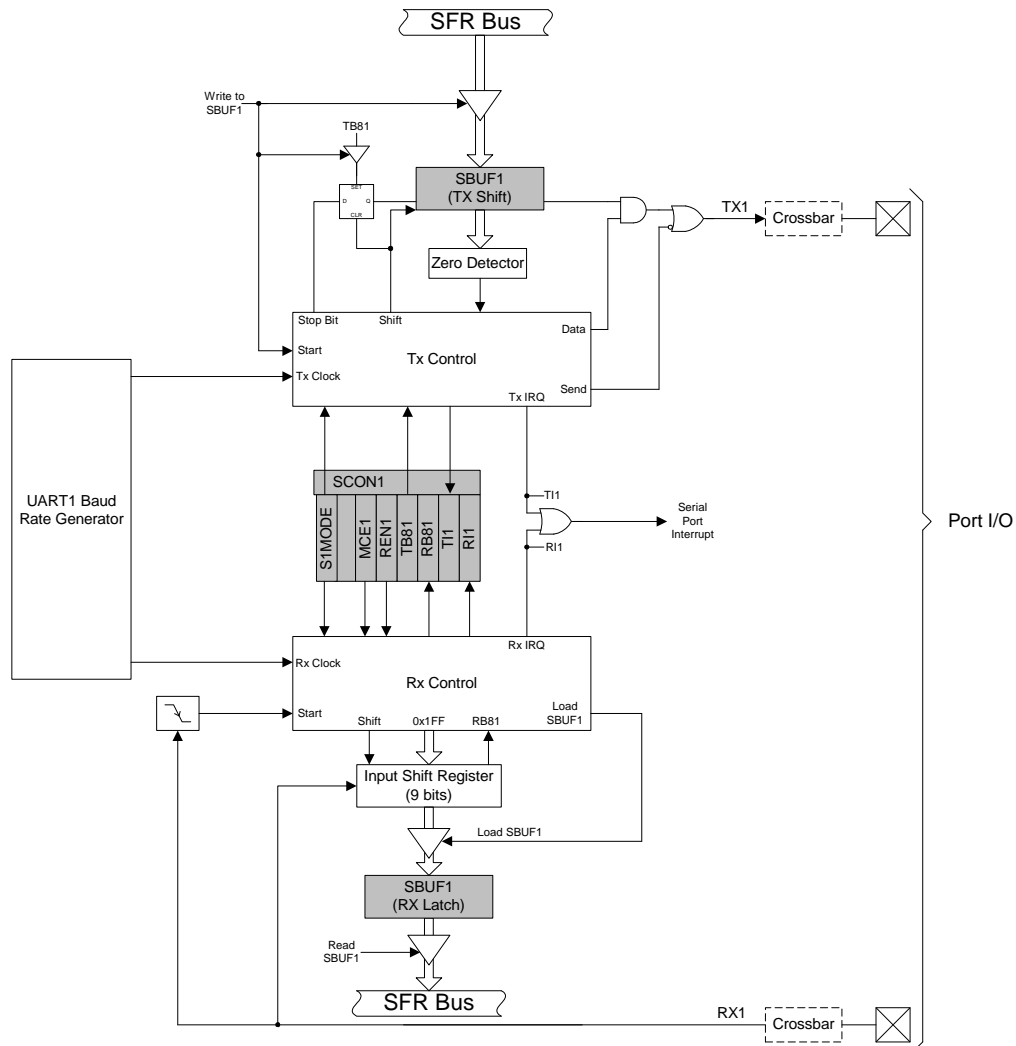 SFR Bus
Write to
SBUF1
TB81
SBUF1
(TX Shift)
SET
D
Q
CLR
TX1
Crossbar
Zero Detector
Stop Bit
Shift
Data
Start
Tx Control
Tx Clock
Send
Tx IRQ
UART1 Baud
Rate Generator
SCON1
S1MODE
MCE1
REN1
TB81
RB81
TI1
RI1
TI1
RI1
Serial
Port
Interrupt
Port I/O
Rx IRQ
Rx Clock
Rx Control
Start
Load
SBUF1
Shift
0x1FF
RB81
Input Shift Register
(9 bits)
Load SBUF1
SBUF1
(RX Latch)
Read
SBUF1
SFR Bus
RX1
Crossbar